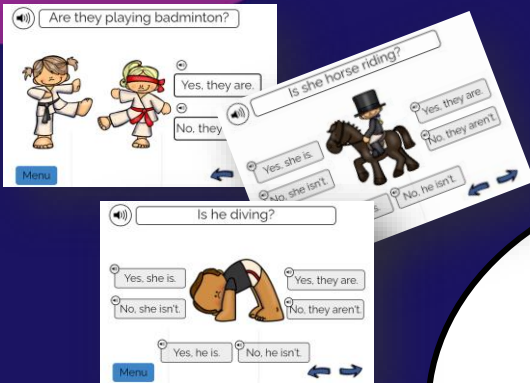 Are they playing badminton?
Yes, they are.
No, they
Menu
Is she horse riding?
Yes, she is.
No, she isn't.
Yes, they are.
No, they aren't.
s.
No, he isn't.
Is he diving?
Yes, she is.
No, she isn't.
Yes, they are.
No, they aren't.
Yes, he is.
No, he isn't.
Menu